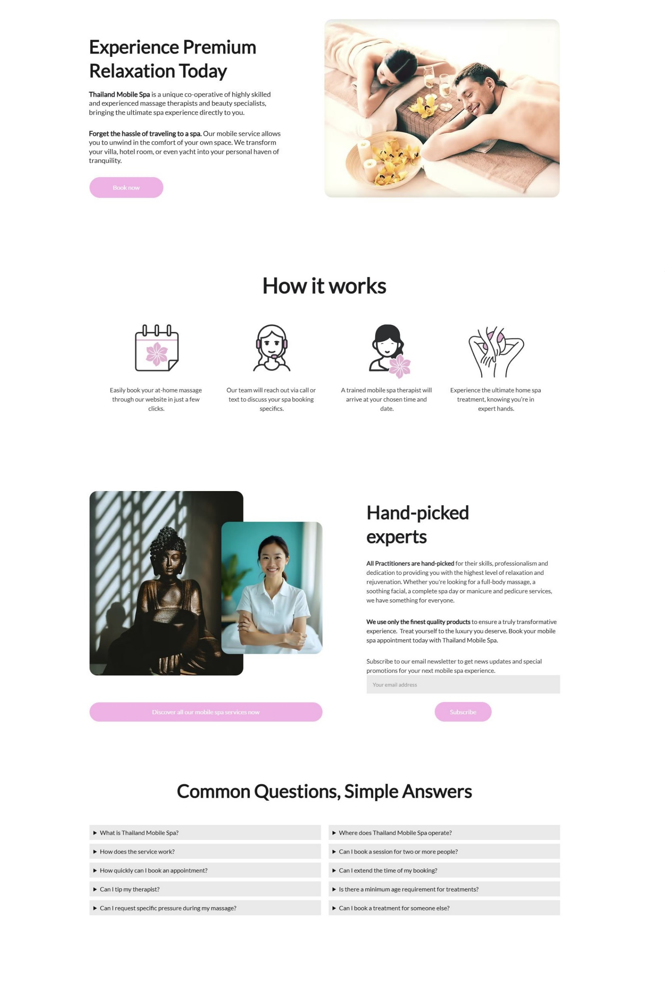 Experience Premium
Relaxation Today
Thailand Mobile Spa is a unique co-operative of highly skilled
and experienced massage therapists and beauty specialists,
bringing the ultimate spa experience directly to you.
Forget the hassle of traveling to a spa. Our mobile service allows
you to unwind in the comfort of your own space. We transform
your villa, hotel room, or even yacht into your personal haven of
tranquility.
Book now
How it works
Easily book your at-home massage
through our website in just a few
clicks.
Our team will reach out via call or
text to discuss your spa booking
specifics.
A trained mobile spa therapist will
arrive at your chosen time and
date.
Experience the ultimate home spa
treatment, knowing you’re in
expert hands.
Hand-picked
experts
All Practitioners are hand-picked for their skills, professionalism and
dedication to providing you with the highest level of relaxation and
rejuvenation. Whether you're looking for a full-body massage, a
soothing facial, a complete spa day or manicure and pedicure services,
we have something for everyone.
We use only the finest quality products to ensure a truly transformative
experience.  Treat yourself to the luxury you deserve. Book your mobile
spa appointment today with Thailand Mobile Spa.
Subscribe to our email newsletter to get news updates and special
promotions for your next mobile spa experience.
Your email address
Discover all our mobile spa services now
Subscribe
Common Questions, Simple Answers
What is Thailand Mobile Spa?
How does the service work?
How quickly can I book an appointment?
Can I tip my therapist?
Can I request specific pressure during my massage?
Where does Thailand Mobile Spa operate?
Can I book a session for two or more people?
Can I extend the time of my booking?
Is there a minimum age requirement for treatments?
Can I book a treatment for someone else?